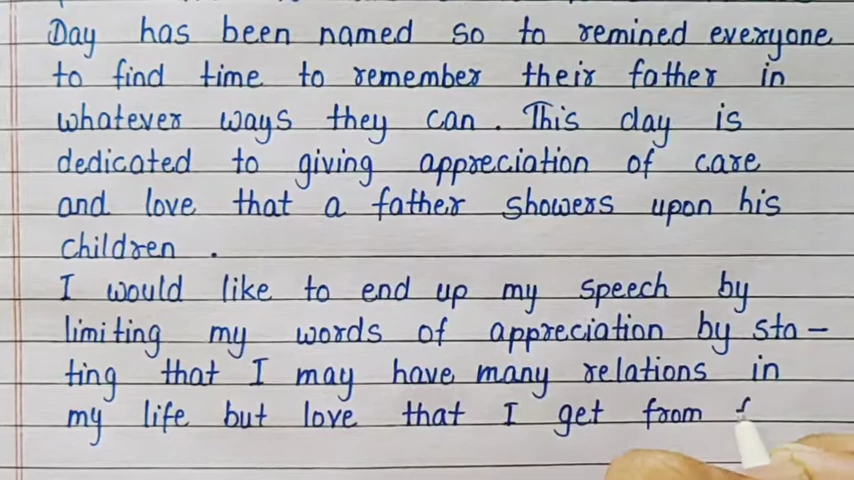 Day has been named so to remined everyone
to find time to remember their father in
whatever ways they can. This day is
dedicated to giving appreciation of care
and love that a father showers upon his
children.
I would like to end up my speech by
limiting my words of appreciation by sta-
ting that I may have many relations in
my life but love that I get from